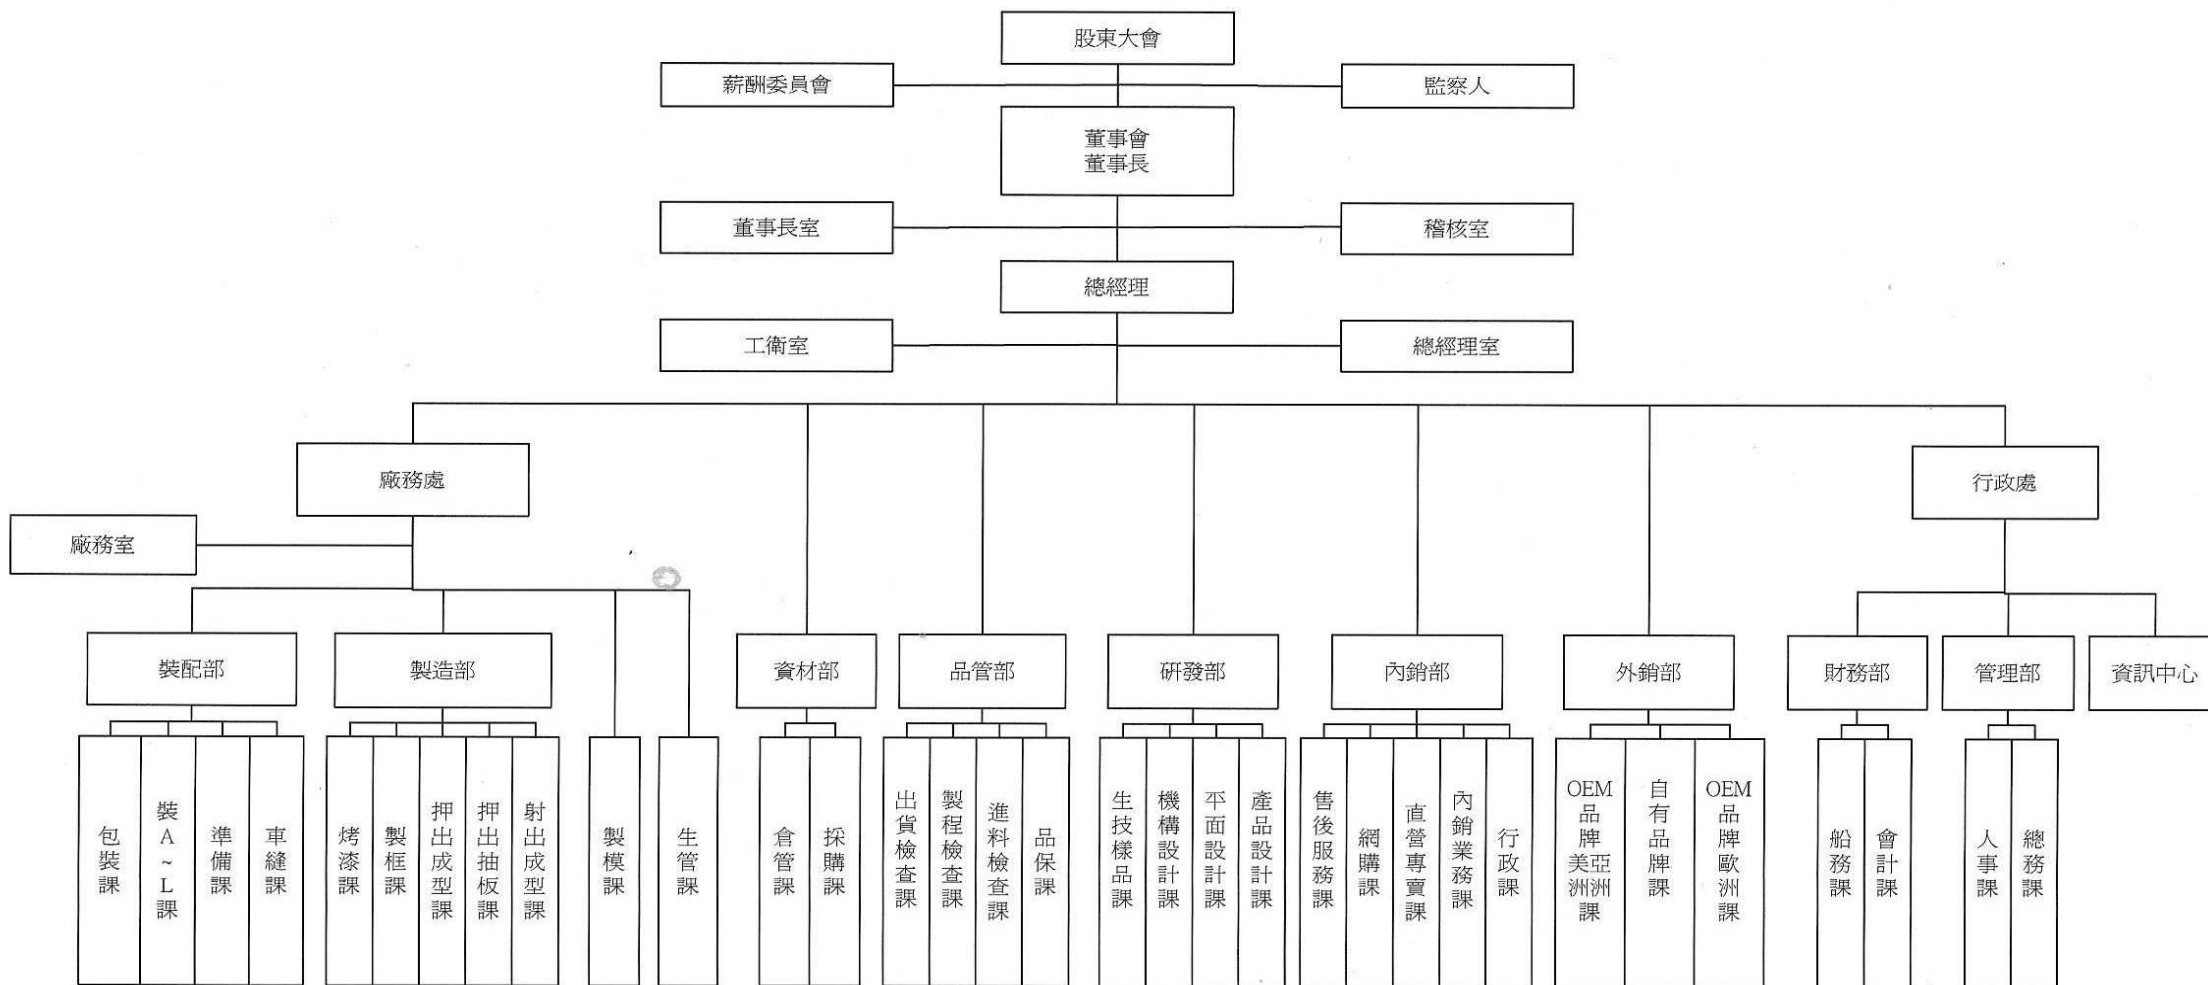 股東大會
薪酬委員會
監察人
董事會
董事長
董事長室
稽核室
總經理
工衛室
總經理室
廠務處
行政處
廠務室
裝配部
製造部
資材部
品管部
研發部
內銷部
外銷部
財務部
管理部
資訊中心
包裝課
裝A~L課
準備課
車縫課
烤漆課
製框課
押出成型課
押出抽板課
射出成型課
製模課
生管課
倉管課
採購課
出貨檢查課
製程檢查課
進料檢查課
品保課
生技樣品課
機構設計課
平面設計課
產品設計課
售後服務課
網購課
直營專賣課
內銷業務課
行政課
OEM
品牌
美亞
洲洲
課
自有品牌課
OEM
品牌歐洲課
船務課
會計課
人事課
總務課